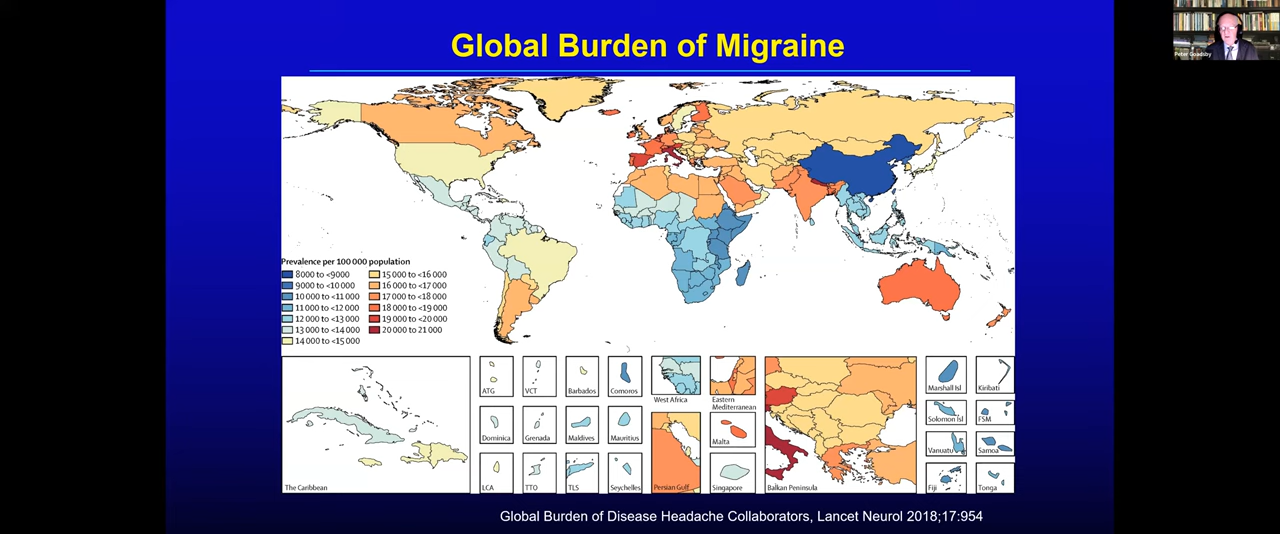 Global Burden of Migraine
Peter Goadsby
Prevalence per 100 000 population
8000 to <9000
9000 to <10 000
10 000 to <11 000
11 000 to <12 000
12 000 to <13 000
13 000 to <14 000
14 000 to <15 000
15 000 to <16 000
16 000 to <17 000
17 000 to <18 000
18 000 to <19 000
19 000 to <20 000
20 000 to 21 000
The Caribbean
ATG
VCT
Barbados
Comoros
West Africa
Eastern
Mediterranean
Dominica
Grenada
Maldives
Mauritius
Malta
LCA
TTO
TLS
Seychelles
Persian Gulf
Singapore
Balkan Peninsula
Marshall Isl
Kiribati
Solomon Isl
FSM
Vanuatu
Samoa
Fiji
Tonga
Global Burden of Disease Headache Collaborators, Lancet Neurol 2018;17:954